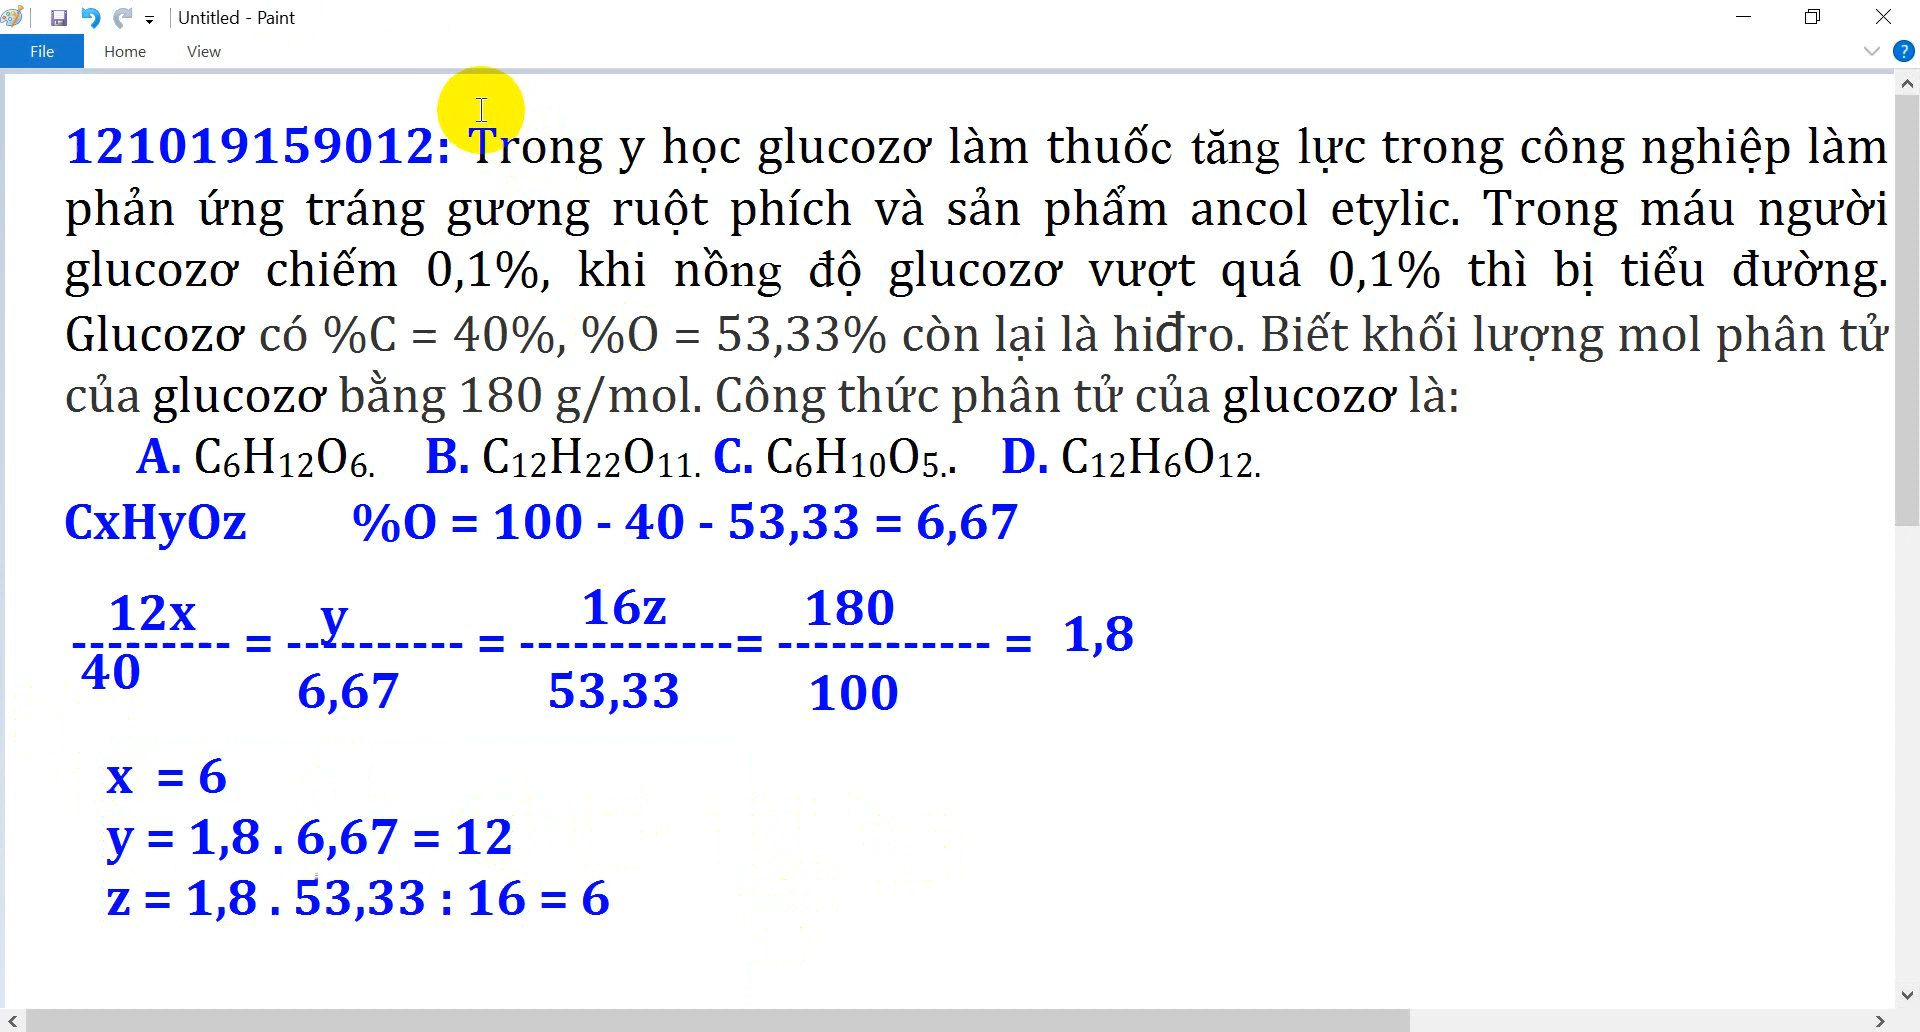 Untitled - Paint
File Home View
121019159012: Trong y học glucozơ làm thuốc tăng lực trong công nghiệp làm
phản ứng tráng gương ruột phích và sản phẩm ancol etylic. Trong máu người
glucozơ chiếm 0,1%, khi nồng độ glucozơ vượt quá 0,1% thì bị tiểu đường.
Glucozơ có %C = 40%, %O = 53,33% còn lại là hiđro. Biết khối lượng mol phân tử
của glucozơ bằng 180 g/mol. Công thức phân tử của glucozơ là:
A. C6H12O6. B. C12H22O11. C. C6H10O5.. D. C12H6O12.
CxHyOz %O = 100 - 40 - 53,33 = 6,67
12x y 16z 180
--------- = ---------- = ------------= ------------ = 1,8
40 6,67 53,33 100
x = 6
y = 1,8 . 6,67 = 12
z = 1,8 . 53,33 : 16 = 6